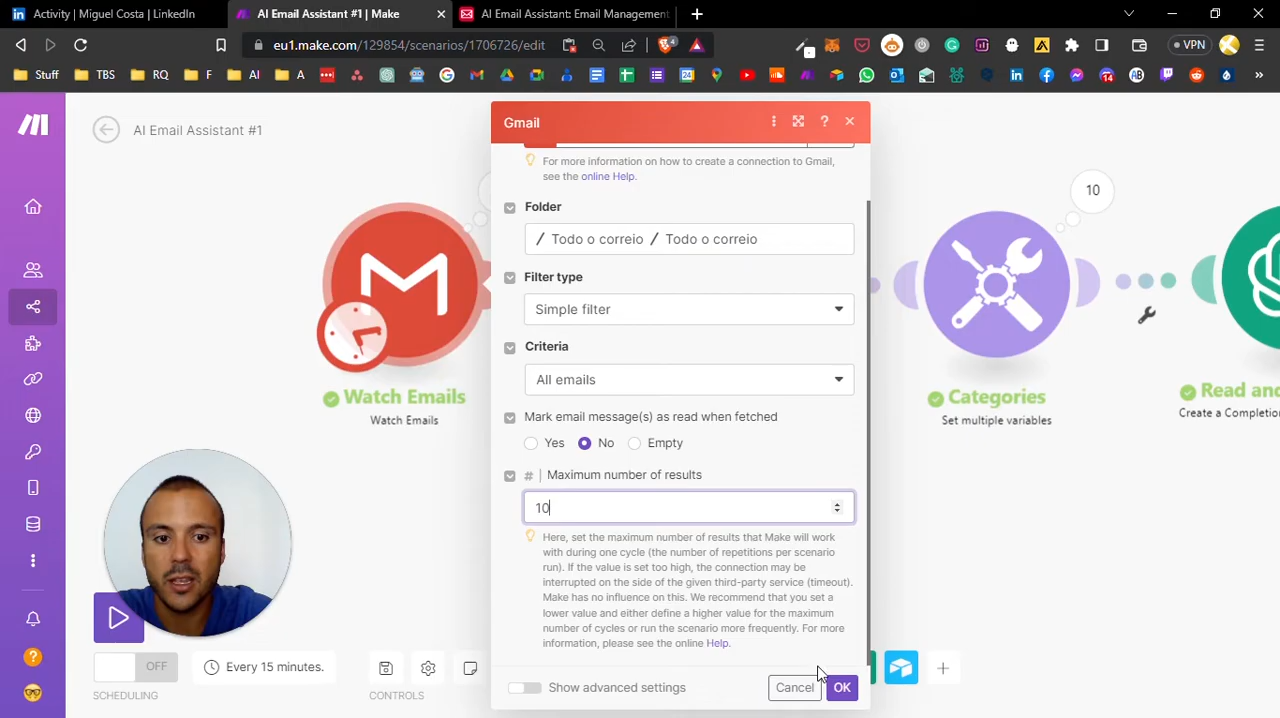 Activity | Miguel Costa | LinkedIn
AI Email Assistant #1 | Make
AI Email Assistant: Email Management
eu1.make.com/129854/scenarios/1706726/edit
4
VPN
Stuff
TBS
RQ
F
AI
A
24
14
AB
AI Email Assistant #1
Gmail
For more information on how to create a connection to Gmail,
see the online Help.
Folder
/ Todo o correio / Todo o correio
Filter type
Simple filter
Criteria
All emails
Mark email message(s) as read when fetched
Yes
No
Empty
# | Maximum number of results
10
Here, set the maximum number of results that Make will work
with during one cycle (the number of repetitions per scenario
run). If the value is set too high, the connection may be
interrupted on the side of the given third-party service (timeout).
Make has no influence on this. We recommend that you set a
lower value and either define a higher value for the maximum
number of cycles or run the scenario more frequently. For more
information, please see the online Help.
Show advanced settings
Cancel
OK
Watch Emails
Watch Emails
10
Categories
Set multiple variables
Read and
Create a Completion
OFF
Every 15 minutes.
SCHEDULING
CONTROLS